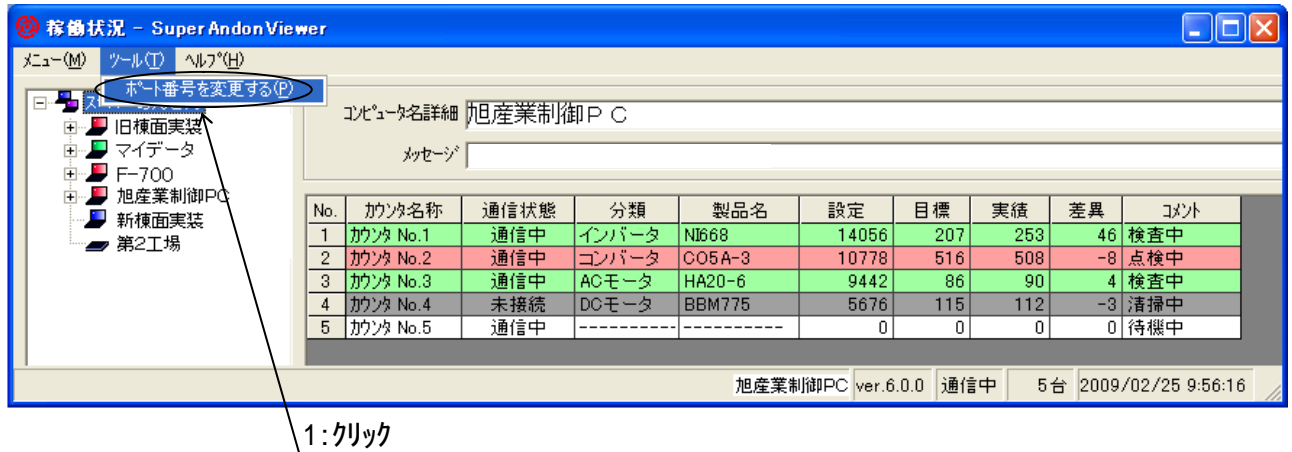 稼働状況 - Super Andon Viewer
メニュー(M) ツール(T) ヘルプ(H)
ポート番号を変更する(P)
旧棟面実装
マイデータ
F-700
旭産業制御PC
新棟面実装
第2工場
コンピュータ名詳細 旭産業制御PC
メッセージ
No. カウンタ名称 通信状態 分類 製品名 設定 目標 実績 差異 コメント
1 カウンタ No.1 通信中 インバータ NI668 14056 207 253 46 検査中
2 カウンタ No.2 通信中 コンバータ CO5A-3 10778 516 508 -8 点検中
3 カウンタ No.3 通信中 ACモータ HA20-6 9442 86 90 4 検査中
4 カウンタ No.4 未接続 DCモータ BBM775 5676 115 112 -3 清掃中
5 カウンタ No.5 通信中 ---------- ---------- 0 0 0 0 待機中
旭産業制御PC ver.6.0.0 通信中 5台 2009/02/25 9:56:16
1:クリック